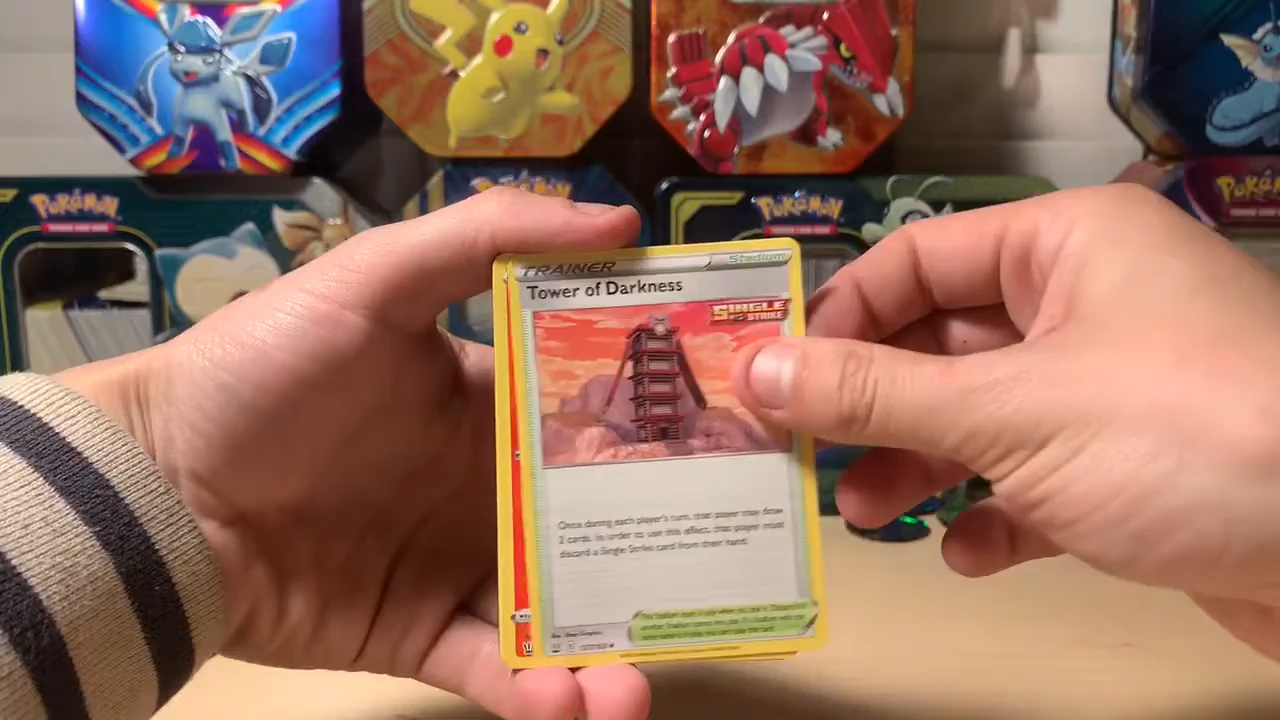 Pokémon
Pokémon
Pokémon
Pokémon
TRAINER
Stadium
Tower of Darkness
SINGLE
STRIKE
Once during each player's turn, that player may draw
2 cards. In order to use this effect, that player must
discard a Single Strike card from their hand.